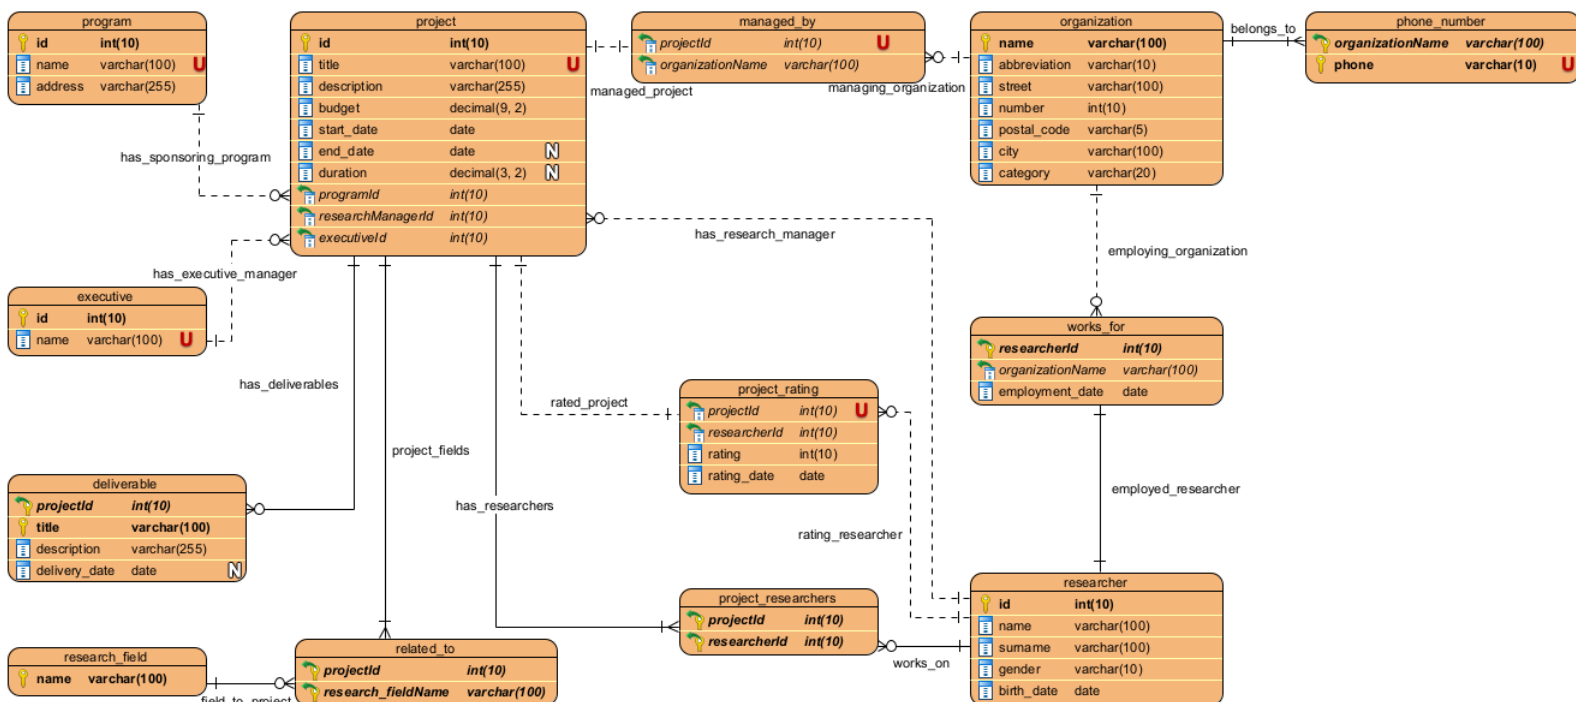 program
id int(10)
name varchar(100) U
address varchar(255)
has_sponsoring_program
project
id int(10)
title varchar(100) U
description varchar(255)
budget decimal(9, 2)
start_date date
end_date date N
duration decimal(3, 2) N
programId int(10)
researchManagerId int(10)
executiveId int(10)
managed_by
projectId int(10) U
organizationName varchar(100)
managed_project
managing_organization
organization
name varchar(100)
abbreviation varchar(10)
street varchar(100)
number int(10)
postal_code varchar(5)
city varchar(100)
category varchar(20)
belongs_to
phone_number
organizationName varchar(100)
phone varchar(10) U
has_research_manager
employing_organization
has_executive_manager
executive
id int(10)
name varchar(100) U
works_for
researcherId int(10)
organizationName varchar(100)
employment_date date
has_deliverables
rated_project
project_rating
projectId int(10) U
researcherId int(10)
rating int(10)
rating_date date
project_fields
deliverable
projectId int(10)
title varchar(100)
description varchar(255)
delivery_date date N
has_researchers
employed_researcher
rating_researcher
project_researchers
projectId int(10)
researcherId int(10)
works_on
researcher
id int(10)
name varchar(100)
surname varchar(100)
gender varchar(10)
birth_date date
research_field
name varchar(100)
field_to_project
related_to
projectId int(10)
research_fieldName varchar(100)